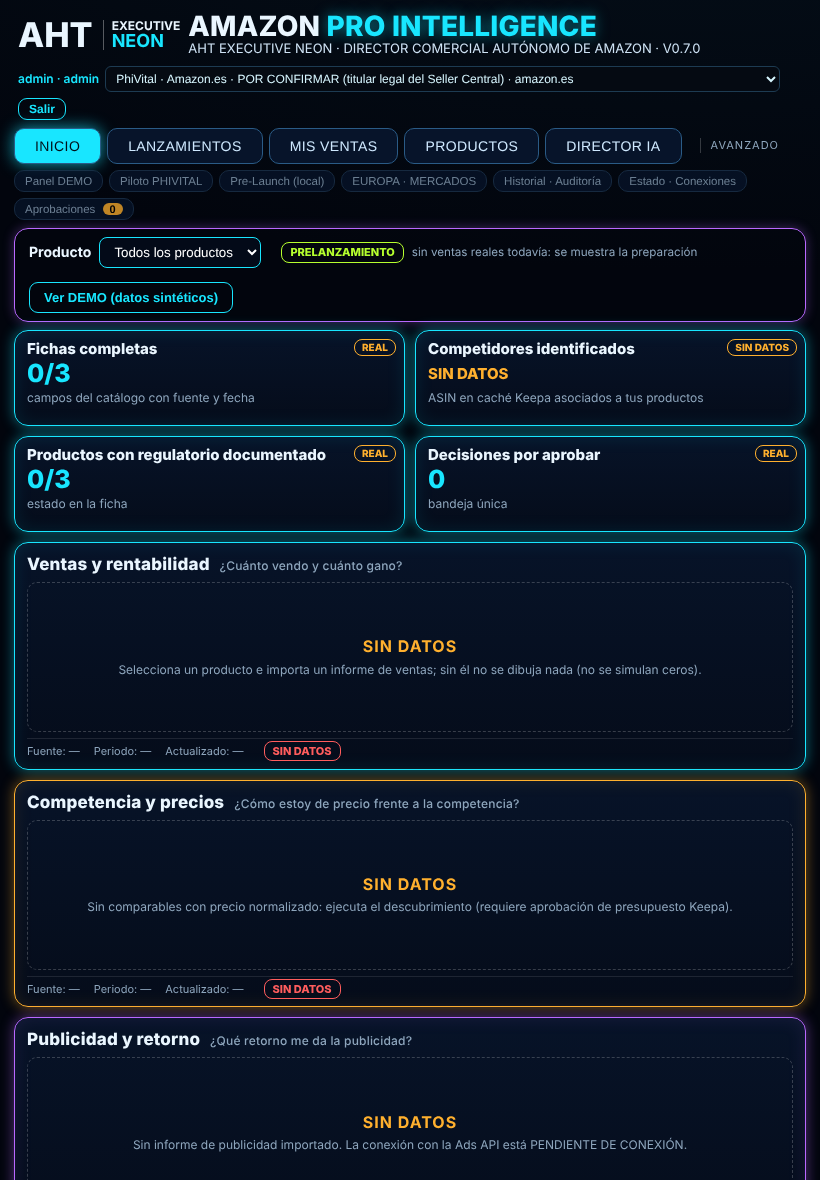 AHT
EXECUTIVE
NEON
AMAZON PRO INTELLIGENCE
AHT EXECUTIVE NEON · DIRECTOR COMERCIAL AUTÓNOMO DE AMAZON · V0.7.0
admin · admin
PhiVital · Amazon.es · POR CONFIRMAR (titular legal del Seller Central) · amazon.es
Salir
INICIO
LANZAMIENTOS
MIS VENTAS
PRODUCTOS
DIRECTOR IA
AVANZADO
Panel DEMO
Piloto PHIVITAL
Pre-Launch (local)
EUROPA · MERCADOS
Historial · Auditoría
Estado · Conexiones
Aprobaciones 0
Producto
Todos los productos
PRELANZAMIENTO
sin ventas reales todavía: se muestra la preparación
Ver DEMO (datos sintéticos)
Fichas completas
REAL
0/3
campos del catálogo con fuente y fecha
Competidores identificados
SIN DATOS
SIN DATOS
ASIN en caché Keepa asociados a tus productos
Productos con regulatorio documentado
REAL
0/3
estado en la ficha
Decisiones por aprobar
REAL
0
bandeja única
Ventas y rentabilidad ¿Cuánto vendo y cuánto gano?
SIN DATOS
Selecciona un producto e importa un informe de ventas; sin él no se dibuja nada (no se simulan ceros).
Fuente: — Periodo: — Actualizado: — SIN DATOS
Competencia y precios ¿Cómo estoy de precio frente a la competencia?
SIN DATOS
Sin comparables con precio normalizado: ejecuta el descubrimiento (requiere aprobación de presupuesto Keepa).
Fuente: — Periodo: — Actualizado: — SIN DATOS
Publicidad y retorno ¿Qué retorno me da la publicidad?
SIN DATOS
Sin informe de publicidad importado. La conexión con la Ads API está PENDIENTE DE CONEXIÓN.